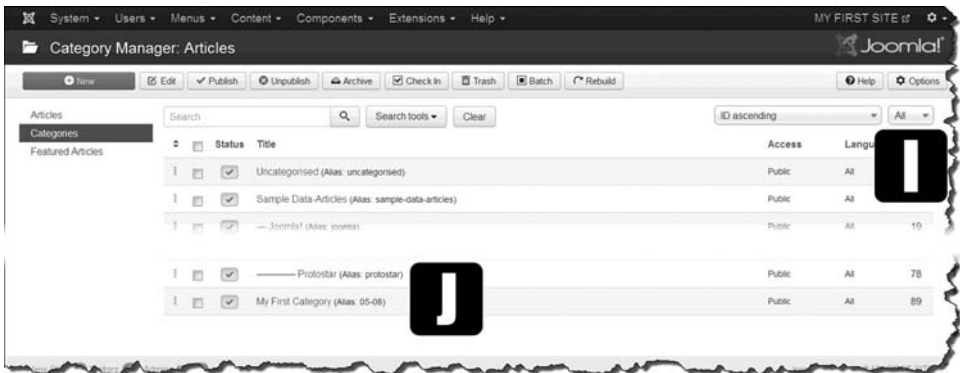 System Users Menus Content Components Extensions Help MY FIRST SITE
Category Manager: Articles Joomla!
New Edit Publish Unpublish Archive Check In Trash Batch Rebuild Help Options
Articles
Categories
Featured Articles
Search Search tools Clear ID ascending All
Status Title Access
Uncategorised (Alias: uncategorised) Public All
Sample Data-Articles (Alias: sample-data-articles) Public All
— Joomla! (Alias: joomla) Public All 19
———— Protostar (Alias: protostar) Public All 78
My First Category (Alias: 05-08) Public All 89
I
J